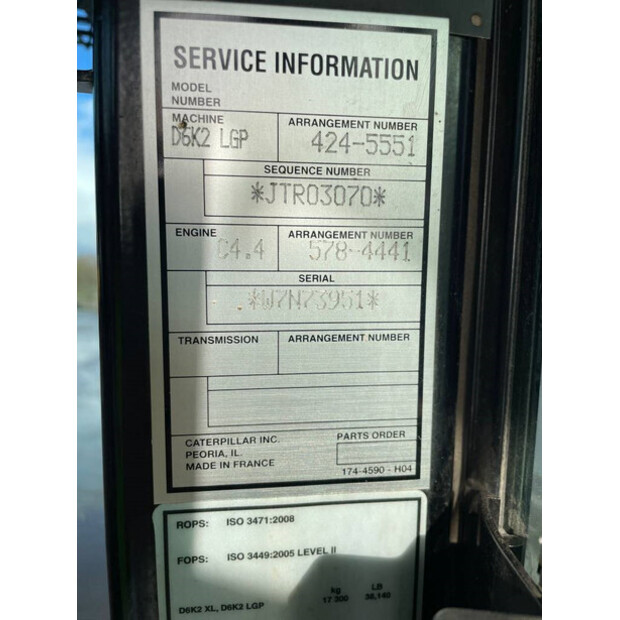 SERVICE INFORMATION
MODEL
NUMBER
MACHINE
D6K2 LGP
ARRANGEMENT NUMBER
424-5551
SEQUENCE NUMBER
*JTR03070*
ENGINE
C4.4
ARRANGEMENT NUMBER
578-4441
SERIAL
*W7N73951*
TRANSMISSION
ARRANGEMENT NUMBER
CATERPILLAR INC.
PEORIA, IL.
MADE IN FRANCE
PARTS ORDER
174-4590 - H04
ROPS: ISO 3471:2008
FOPS: ISO 3449:2005 LEVEL II
kg LB
D6K2 XL, D6K2 LGP 17 300 38,140